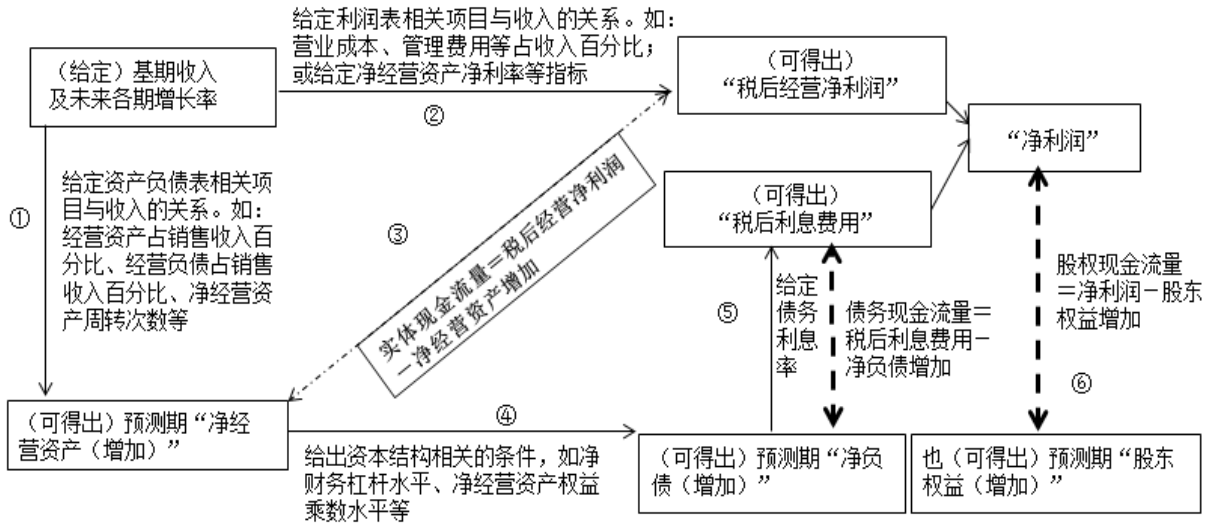 给定利润表相关项目与收入的关系。如：
营业成本、管理费用等占收入百分比；
或给定净经营资产净利率等指标
（给定）基期收入
及未来各期增长率
②
（可得出）
“税后经营净利润”
“净利润”
①
给定资产负债表相关项
目与收入的关系。如：
经营资产占销售收入百
分比、经营负债占销售
收入百分比、净经营资
产周转次数等
③
实体现金流量＝税后经营净利润
－净经营资产增加
（可得出）
“税后利息费用”
⑤
给定
债务
利息
率
债务现金流量＝
税后利息费用－
净负债增加
股权现金流量
＝净利润－股东
权益增加
⑥
（可得出）预测期“净经
营资产（增加）”
④
给出资本结构相关的条件，如净
财务杠杆水平、净经营资产权益
乘数水平等
（可得出）预测期“净负
债（增加）”
也（可得出）预测期“股东
权益（增加）”